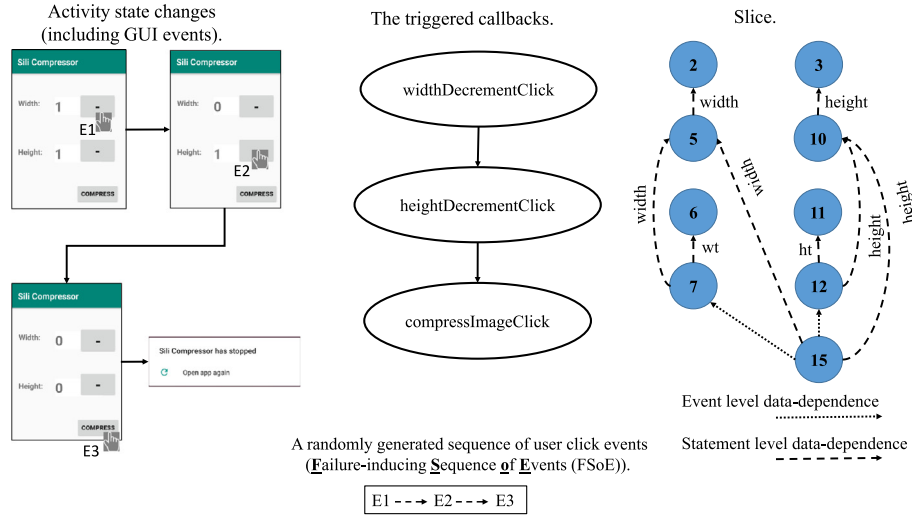 Activity state changes
(including GUI events).
Sili Compressor
Width: 1 -
E1
Height: 1 -
COMPRESS
Sili Compressor
Width: 0 -
Height: 1 -
E2
COMPRESS
Sili Compressor
Width: 0 -
Height: 0 -
COMPRESS
E3
Sili Compressor has stopped
Open app again
The triggered callbacks.
widthDecrementClick
heightDecrementClick
compressImageClick
A randomly generated sequence of user click events
(Failure-inducing Sequence of Events (FSoE)).
E1 E2 E3
Slice.
2
3
width
height
5
10
width
width
height
height
6
11
wt
ht
7
12
15
Event level data-dependence
Statement level data-dependence